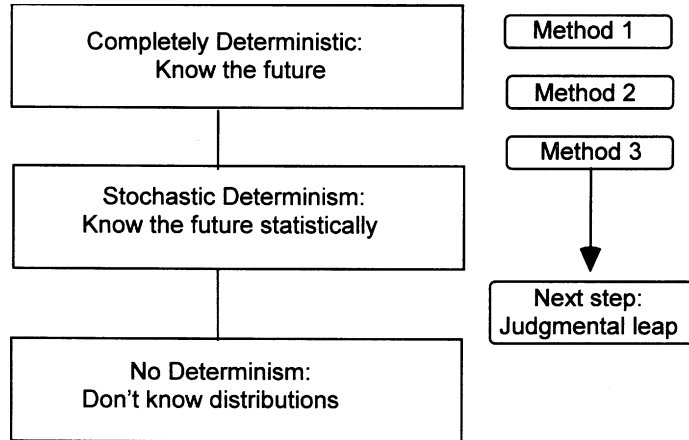 Completely Deterministic:
Know the future
Stochastic Determinism:
Know the future statistically
No Determinism:
Don't know distributions
Method 1
Method 2
Method 3
Next step:
Judgmental leap